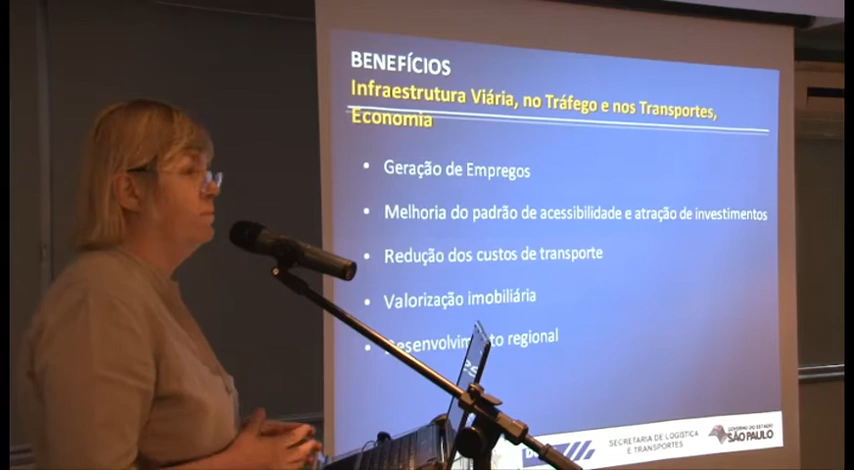 BENEFÍCIOS
Infraestrutura Viária, no Tráfego e nos Transportes,
Economia
• Geração de Empregos
• Melhoria do padrão de acessibilidade e atração de investimentos
• Redução dos custos de transporte
• Valorização imobiliária
• regional
SECRETARIA DE LOGÍSTICA
E TRANSPORTES
GOVERNO DO ESTADO
SÃO PAULO